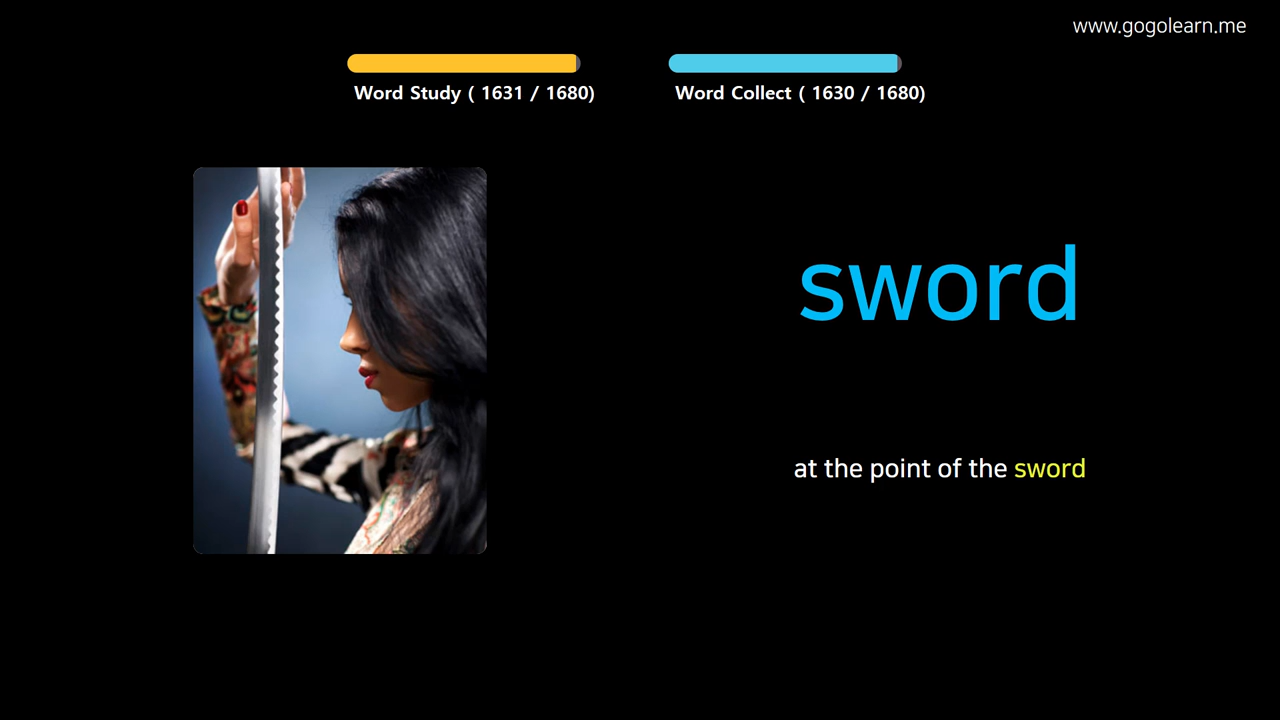 www.gogolearn.me
Word Study ( 1631 / 1680)
Word Collect ( 1630 / 1680)
sword
at the point of the sword